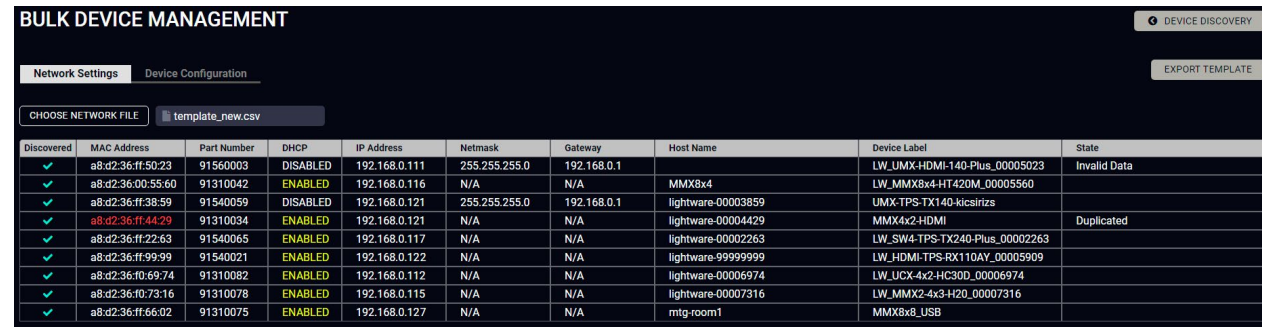 BULK DEVICE MANAGEMENT
DEVICE DISCOVERY
Network Settings Device Configuration
EXPORT TEMPLATE
CHOOSE NETWORK FILE template_new.csv
Discovered MAC Address Part Number DHCP IP Address Netmask Gateway Host Name Device Label State
a8:d2:36:ff:50:23 91560003 DISABLED 192.168.0.111 255.255.255.0 192.168.0.1 LW_UMX-HDMI-140-Plus_00005023 Invalid Data
a8:d2:36:00:55:60 91310042 ENABLED 192.168.0.116 N/A N/A MMX8x4 LW_MMX8x4-HT420M_00005560
a8:d2:36:ff:38:59 91540059 DISABLED 192.168.0.121 255.255.255.0 192.168.0.1 lightware-00003859 UMX-TPS-TX140-kicsirizs
a8:d2:36:ff:44:29 91310034 ENABLED 192.168.0.121 N/A N/A lightware-00004429 MMX4x2-HDMI Duplicated
a8:d2:36:ff:22:63 91540065 ENABLED 192.168.0.117 N/A N/A lightware-00002263 LW_SW4-TPS-TX240-Plus_00002263
a8:d2:36:ff:99:99 91540021 ENABLED 192.168.0.122 N/A N/A lightware-99999999 LW_HDMI-TPS-RX110AY_00005909
a8:d2:36:f0:69:74 91310082 ENABLED 192.168.0.112 N/A N/A lightware-00006974 LW_UCX-4x2-HC30D_00006974
a8:d2:36:f0:73:16 91310078 ENABLED 192.168.0.115 N/A N/A lightware-00007316 LW_MMX2-4x3-H20_00007316
a8:d2:36:ff:66:02 91310075 ENABLED 192.168.0.127 N/A N/A mtg-room1 MMX8x8_USB